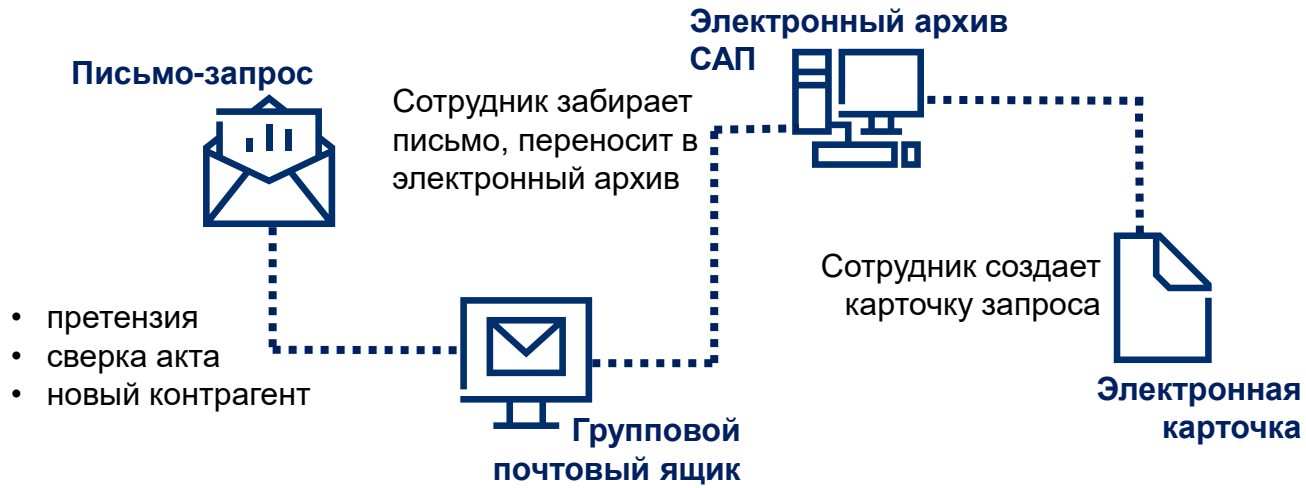 Письмо-запрос
• претензия
• сверка акта
• новый контрагент
Сотрудник забирает
письмо, переносит в
электронный архив
Групповой
почтовый ящик
Электронный архив
САП
Сотрудник создает
карточку запроса
Электронная
карточка